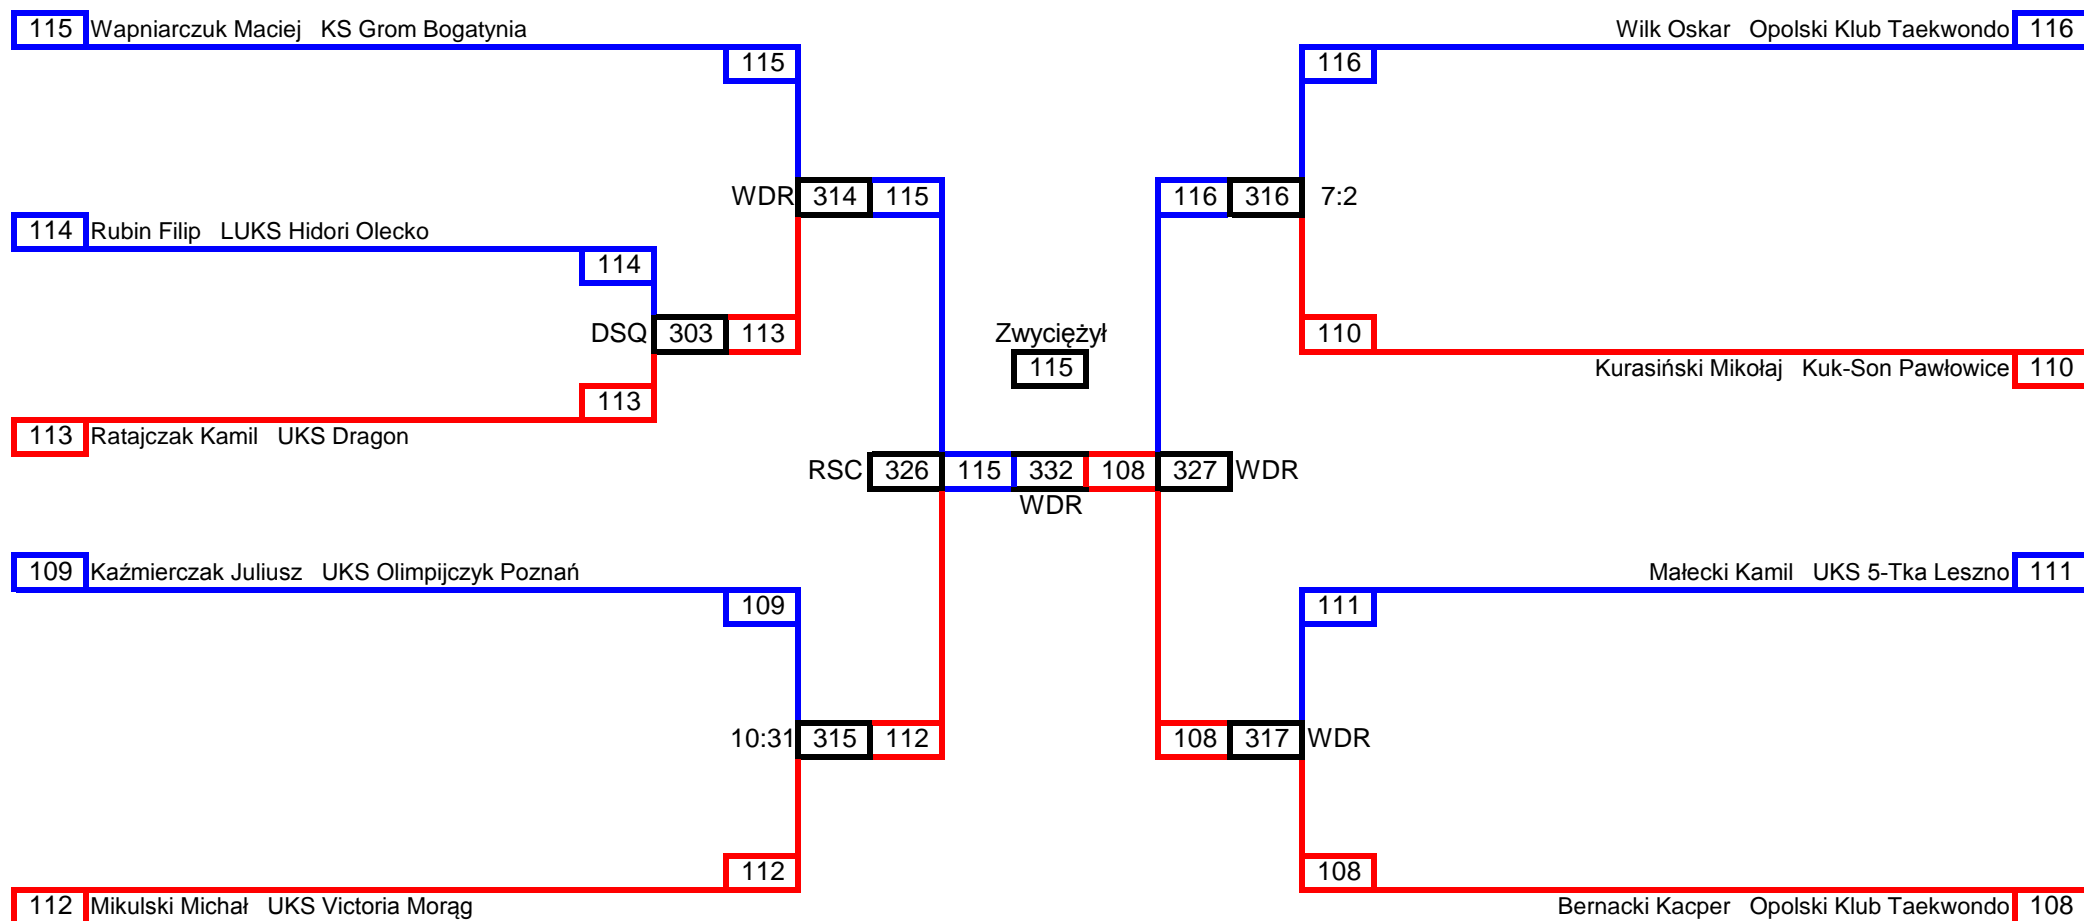 115 Wapniarczuk Maciej KS Grom Bogatynia
Wilk Oskar Opolski Klub Taekwondo 116
115
116
WDR 314 115
116 316 7:2
114 Rubin Filip LUKS Hidori Olecko
114
DSQ 303 113
Zwyciężył
110
115
Kurasiński Mikołaj Kuk-Son Pawłowice 110
113
113 Ratajczak Kamil UKS Dragon
RSC 326 115 332 108 327 WDR
WDR
109 Kaźmierczak Juliusz UKS Olimpijczyk Poznań
Małecki Kamil UKS 5-Tka Leszno 111
109
111
10:31 315 112
108 317 WDR
112
108
112 Mikulski Michał UKS Victoria Morąg
Bernacki Kacper Opolski Klub Taekwondo 108